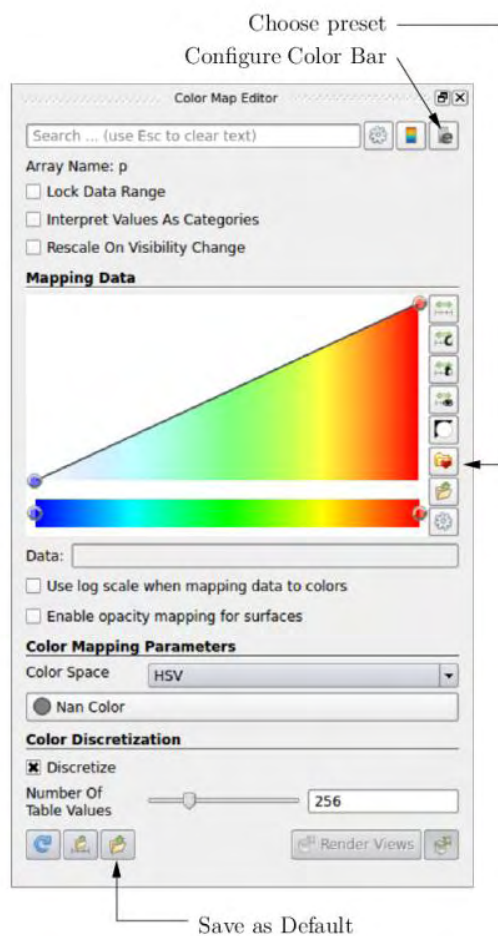 Choose preset
Configure Color Bar
Color Map Editor
Search ... (use Esc to clear text)
Array Name: p
Lock Data Range
Interpret Values As Categories
Rescale On Visibility Change
Mapping Data
Data:
Use log scale when mapping data to colors
Enable opacity mapping for surfaces
Color Mapping Parameters
Color Space HSV
Nan Color
Color Discretization
Discretize
Number Of
Table Values 256
Render Views
Save as Default